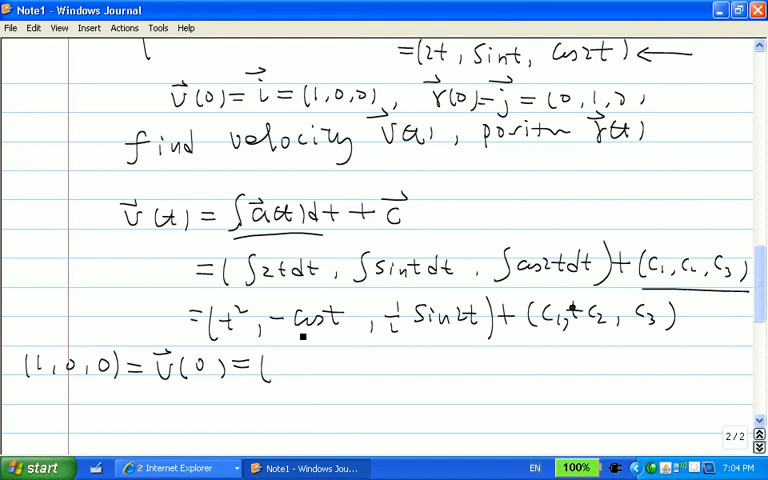 Note1 - Windows Journal
File Edit View Insert Actions Tools Help
=(2t, sint, cos2t) ←
v⃗(0)=i⃗=(1,0,0), r⃗(0)=j⃗=(0,1,0)
find velocity v⃗(t), positn r⃗(t)
v⃗(t) = ∫a⃗(t)dt + c⃗
=(∫2tdt, ∫sintdt, ∫cos2tdt)+(c₁,c₂,c₃)
=(t², -cost, ½ sin2t)+(c₁,+c₂, c₃)
(1,0,0)=v⃗(0)=(
2/2
start 2 Internet Explorer Note1 - Windows Jou... EN 100% 7:04 PM